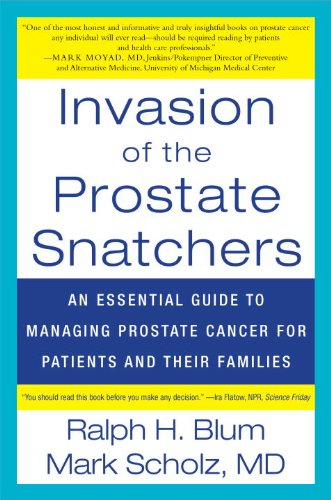 "One of the most honest and informative and truly insightful books on prostate cancer
any individual will ever read—should be required reading by patients
and health care professionals."
—MARK MOYAD, MD, Jenkins/Pokempner Director of Preventive
and Alternative Medicine, University of Michigan Medical Center
Invasion
of the
Prostate
Snatchers
AN ESSENTIAL GUIDE TO
MANAGING PROSTATE CANCER FOR
PATIENTS AND THEIR FAMILIES
"You should read this book before you make any decision." —Ira Flatow, NPR, Science Friday
Ralph H. Blum
Mark Scholz, MD